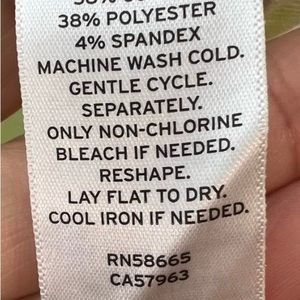 38% POLYESTER
4% SPANDEX
MACHINE WASH COLD.
GENTLE CYCLE.
SEPARATELY.
ONLY NON-CHLORINE
BLEACH IF NEEDED.
RESHAPE.
LAY FLAT TO DRY.
COOL IRON IF NEEDED.
RN58665
CA57963